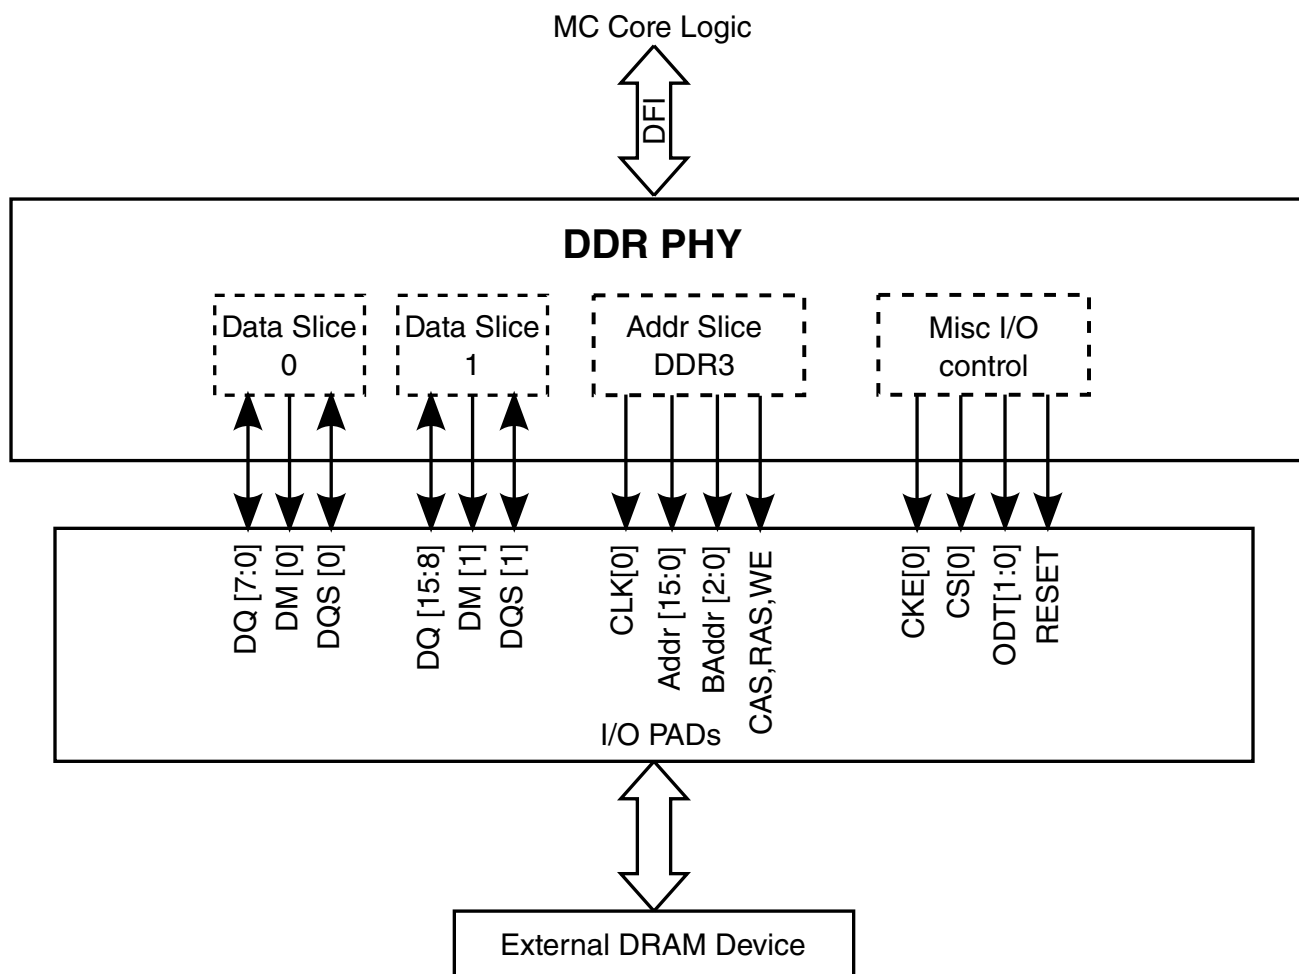 MC Core Logic
DFI
DDR PHY
Data Slice
0
Data Slice
1
Addr Slice
DDR3
Misc I/O
control
DQ [7:0]
DM [0]
DQS [0]
DQ [15:8]
DM [1]
DQS [1]
CLK[0]
Addr [15:0]
BAddr [2:0]
CAS,RAS,WE
CKE[0]
CS[0]
ODT[1:0]
RESET
I/O PADs
External DRAM Device